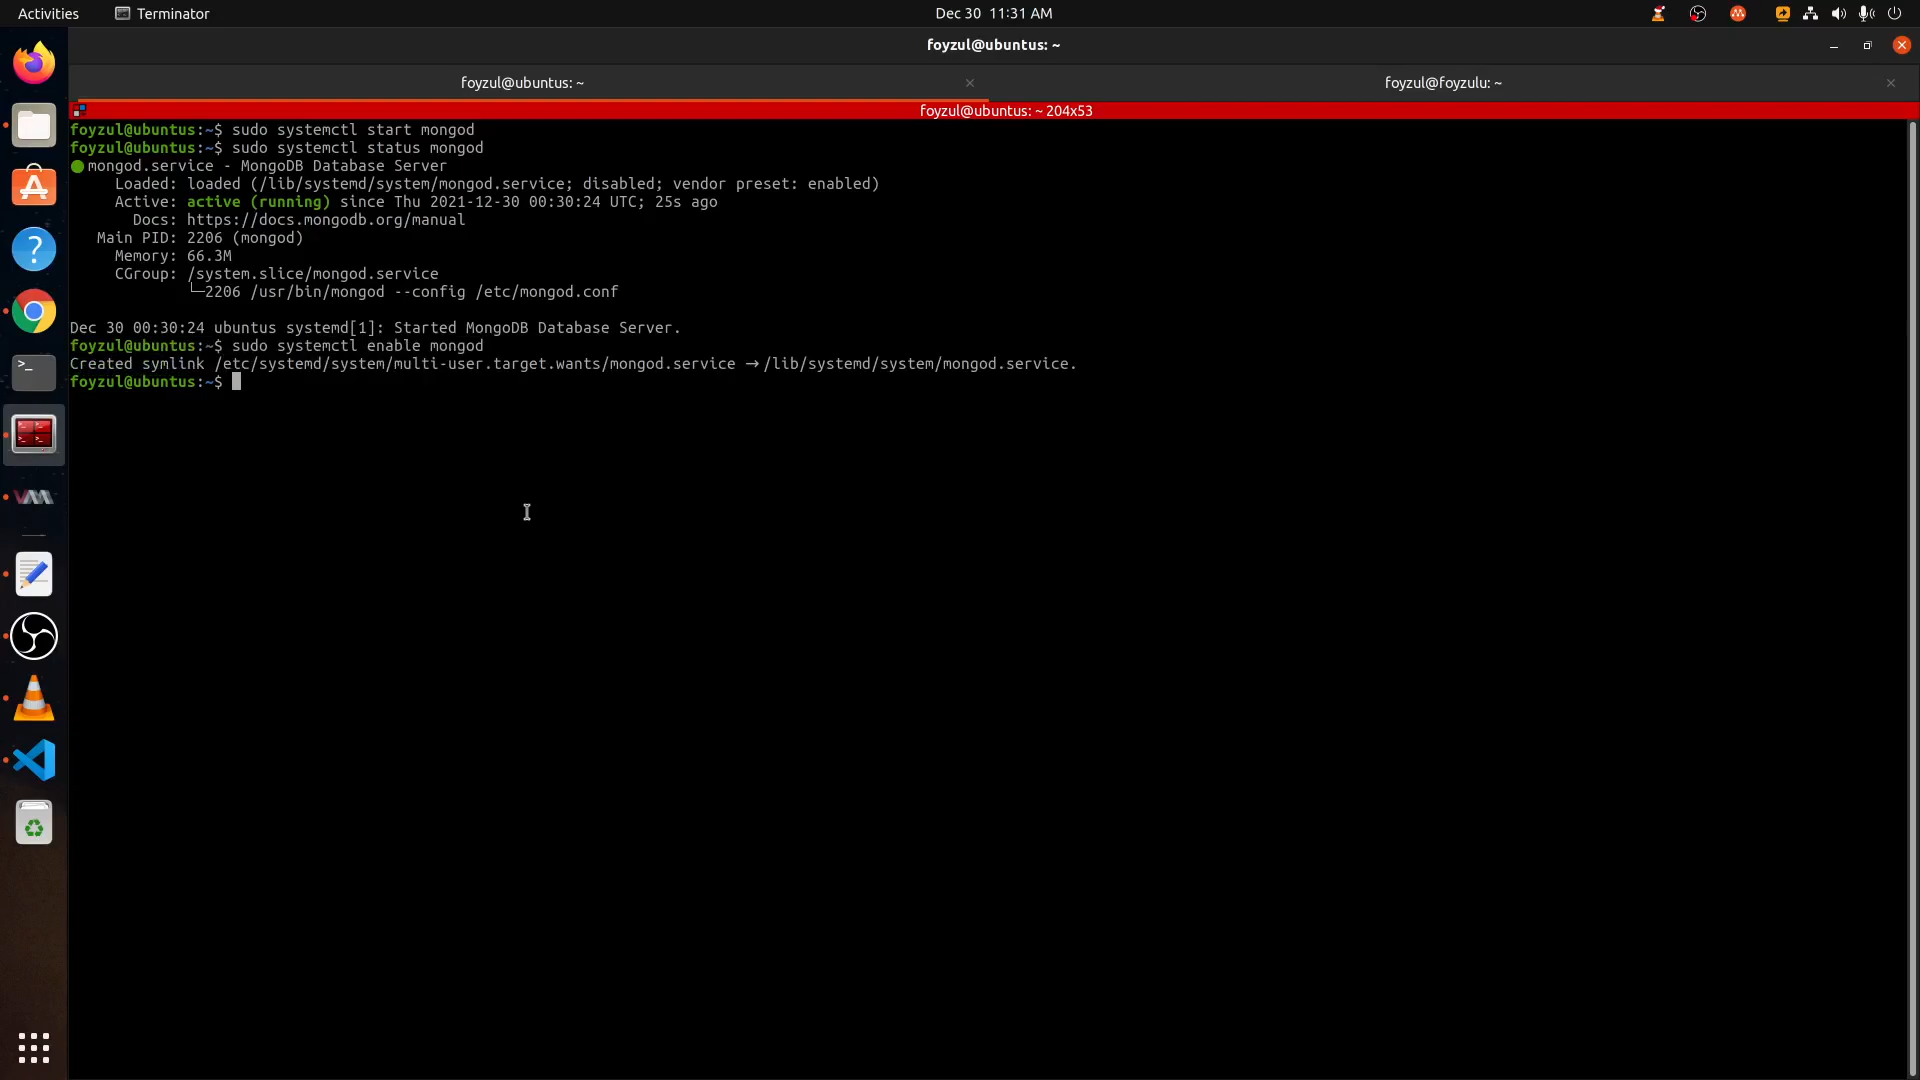 Activities Terminator Dec 30 11:31 AM
foyzul@ubuntus: ~
foyzul@ubuntus: ~ foyzul@foyzulu: ~
foyzul@ubuntus: ~ 204x53
foyzul@ubuntus:~$ sudo systemctl start mongod
foyzul@ubuntus:~$ sudo systemctl status mongod
● mongod.service - MongoDB Database Server
Loaded: loaded (/lib/systemd/system/mongod.service; disabled; vendor preset: enabled)
Active: active (running) since Thu 2021-12-30 00:30:24 UTC; 25s ago
Docs: https://docs.mongodb.org/manual
Main PID: 2206 (mongod)
Memory: 66.3M
CGroup: /system.slice/mongod.service
└─2206 /usr/bin/mongod --config /etc/mongod.conf
Dec 30 00:30:24 ubuntus systemd[1]: Started MongoDB Database Server.
foyzul@ubuntus:~$ sudo systemctl enable mongod
Created symlink /etc/systemd/system/multi-user.target.wants/mongod.service → /lib/systemd/system/mongod.service.
foyzul@ubuntus:~$